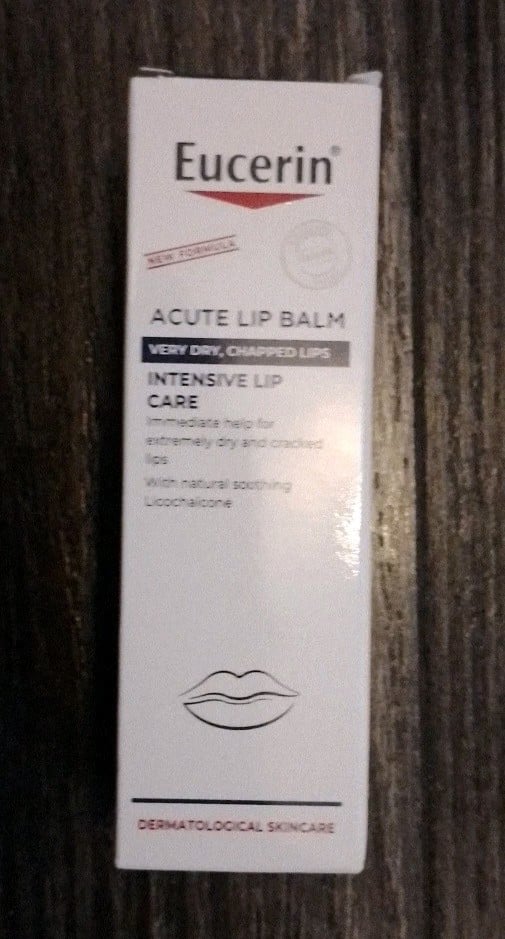 Eucerin®
NEW FORMULA
ACUTE LIP BALM
VERY DRY, CHAPPED LIPS
INTENSIVE LIP
CARE
Immediate help for
extremely dry and cracked
lips
With natural soothing
Licochalcone
DERMATOLOGICAL SKINCARE